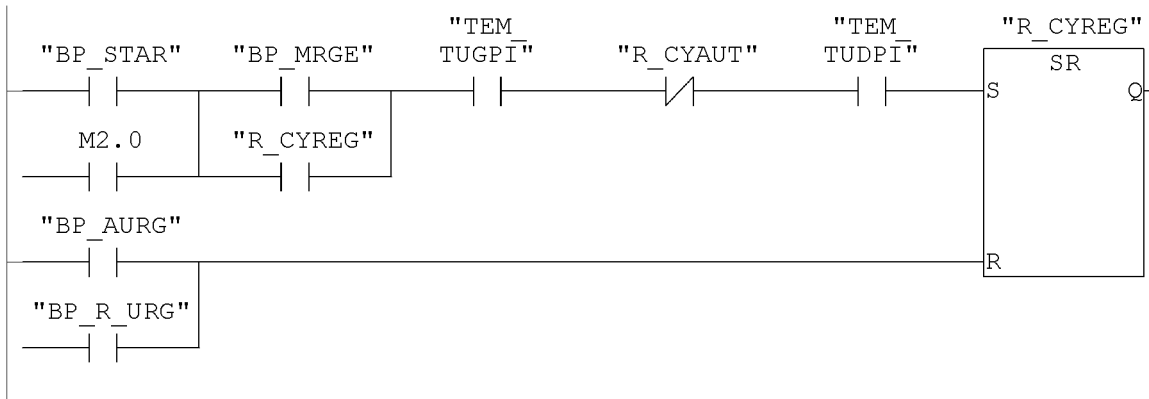 "TEM_
TUGPI"
"TEM_
TUDPI"
"R_CYREG"
"BP_STAR"
"BP_MRGE"
"R_CYAUT"
SR
S
Q
M2.0
"R_CYREG"
"BP_AURG"
R
"BP_R_URG"